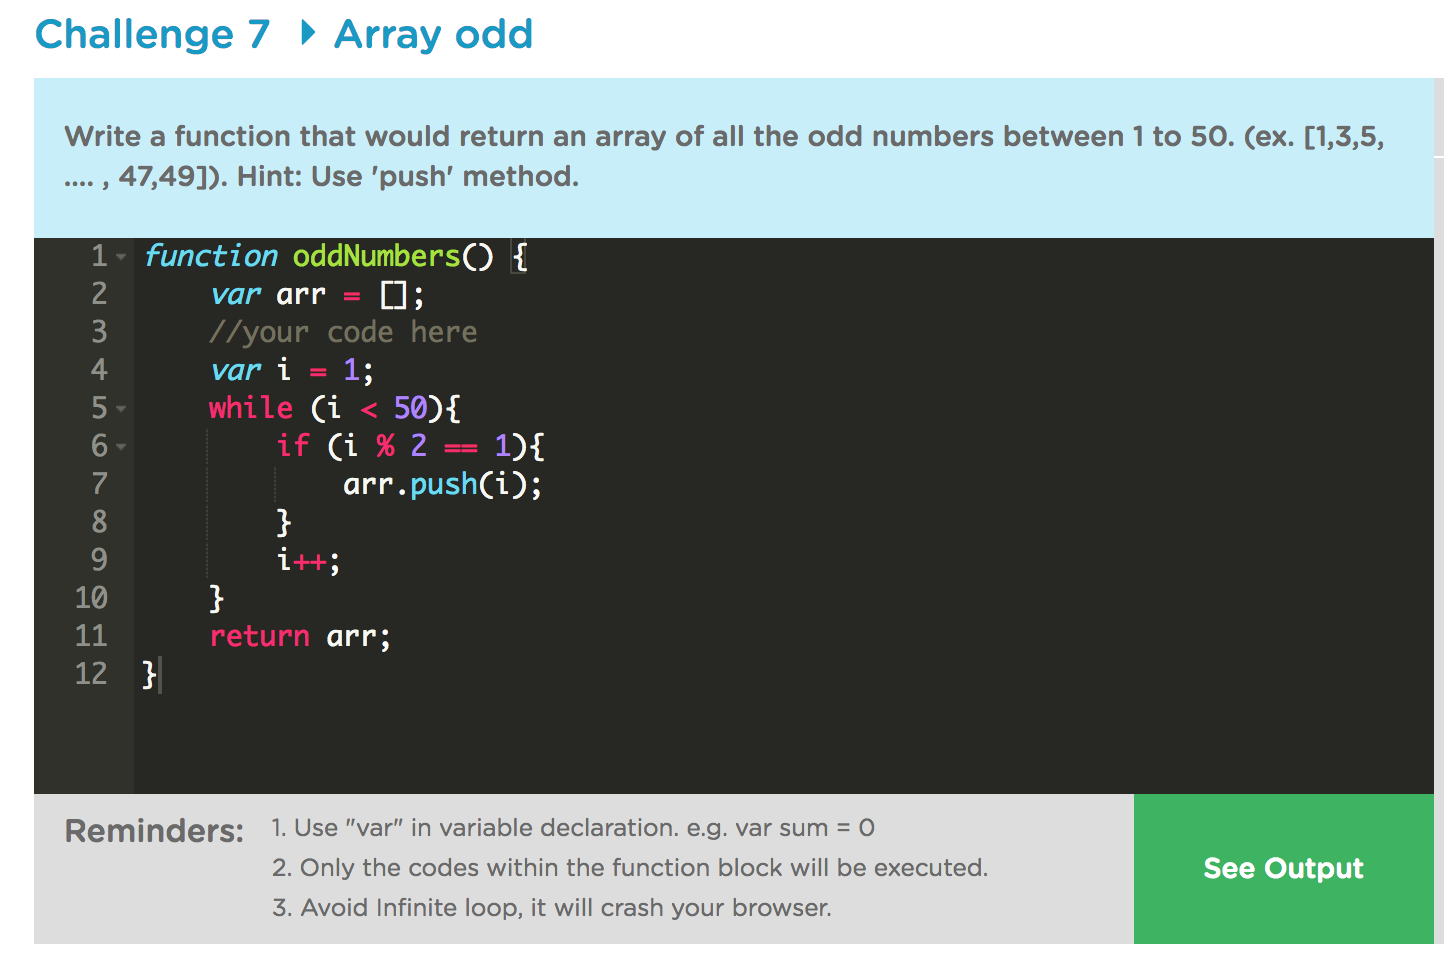 Challenge 7 ▸ Array odd
Write a function that would return an array of all the odd numbers between 1 to 50. (ex. [1,3,5,
.... , 47,49]). Hint: Use 'push' method.
1 function oddNumbers() {
2     var arr = [];
3     //your code here
4     var i = 1;
5     while (i < 50){
6         if (i % 2 == 1){
7             arr.push(i);
8         }
9         i++;
10     }
11     return arr;
12 }
Reminders: 1. Use "var" in variable declaration. e.g. var sum = 0
2. Only the codes within the function block will be executed.
3. Avoid Infinite loop, it will crash your browser.
See Output